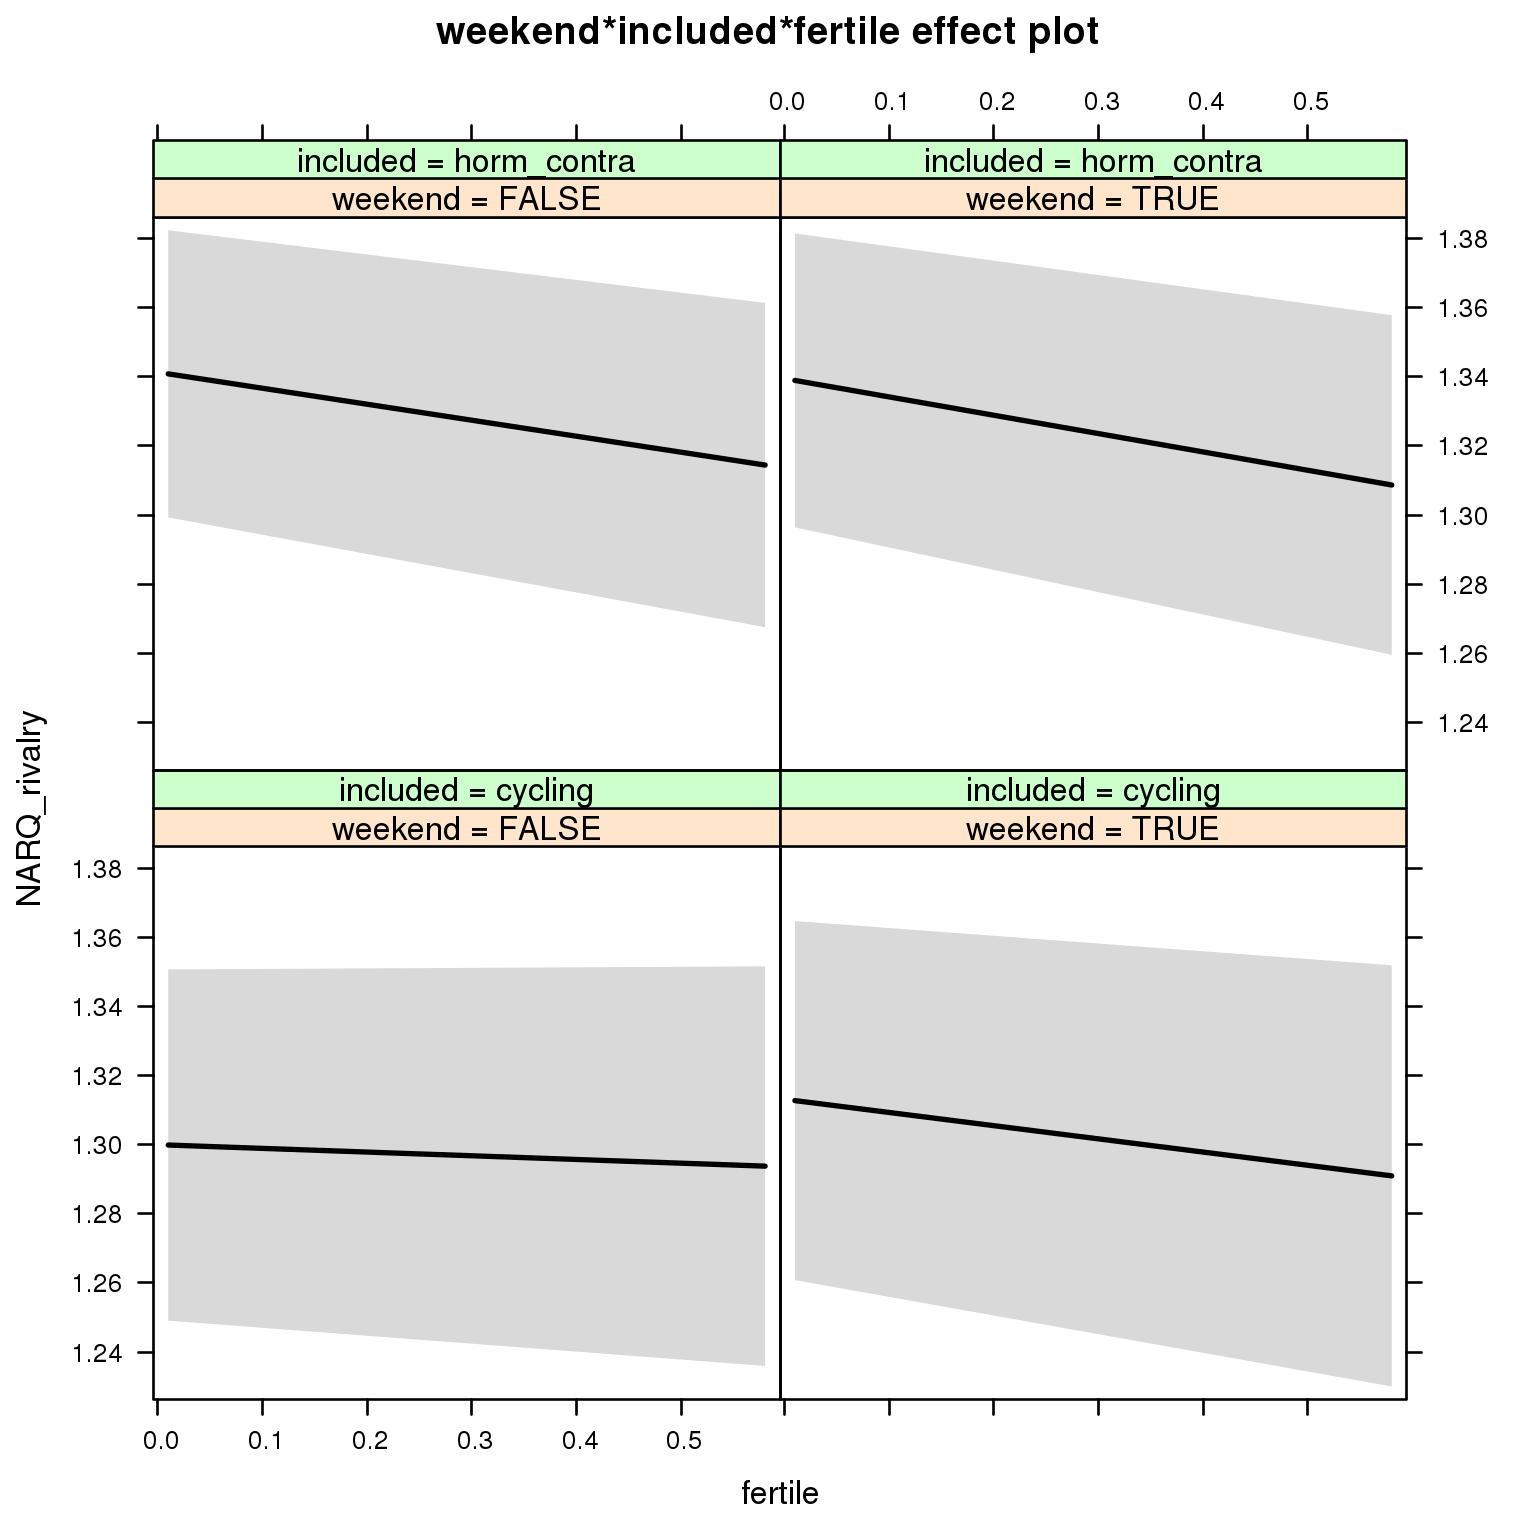 weekend*included*fertile effect plot
0.0 0.1 0.2 0.3 0.4 0.5
included = horm_contra included = horm_contra
weekend = FALSE weekend = TRUE
1.38
1.36
1.34
1.32
1.30
1.28
1.26
1.24
NARQ_rivalry
included = cycling included = cycling
weekend = FALSE weekend = TRUE
1.38
1.36
1.34
1.32
1.30
1.28
1.26
1.24
0.0 0.1 0.2 0.3 0.4 0.5
fertile